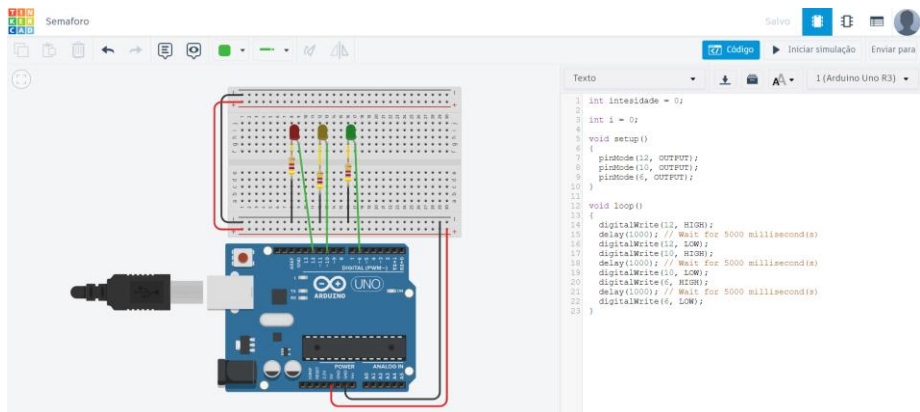 TIN
KER
CAD
Semaforo
Salvo
Código
Iniciar simulação
Enviar para
Texto
1 (Arduino Uno R3)
1 int intesidade = 0;
2
3 int i = 0;
4
5 void setup()
6 {
7 pinMode(12, OUTPUT);
8 pinMode(10, OUTPUT);
9 pinMode(6, OUTPUT);
10 }
11
12 void loop()
13 {
14 digitalWrite(12, HIGH);
15 delay(1000); // Wait for 5000 millisecond(s)
16 digitalWrite(12, LOW);
17 digitalWrite(10, HIGH);
18 delay(1000); // Wait for 5000 millisecond(s)
19 digitalWrite(10, LOW);
20 digitalWrite(6, HIGH);
21 delay(1000); // Wait for 5000 millisecond(s)
22 digitalWrite(6, LOW);
23 }
DIGITAL (PWM~)
UNO
ARDUINO
POWER
ANALOG IN